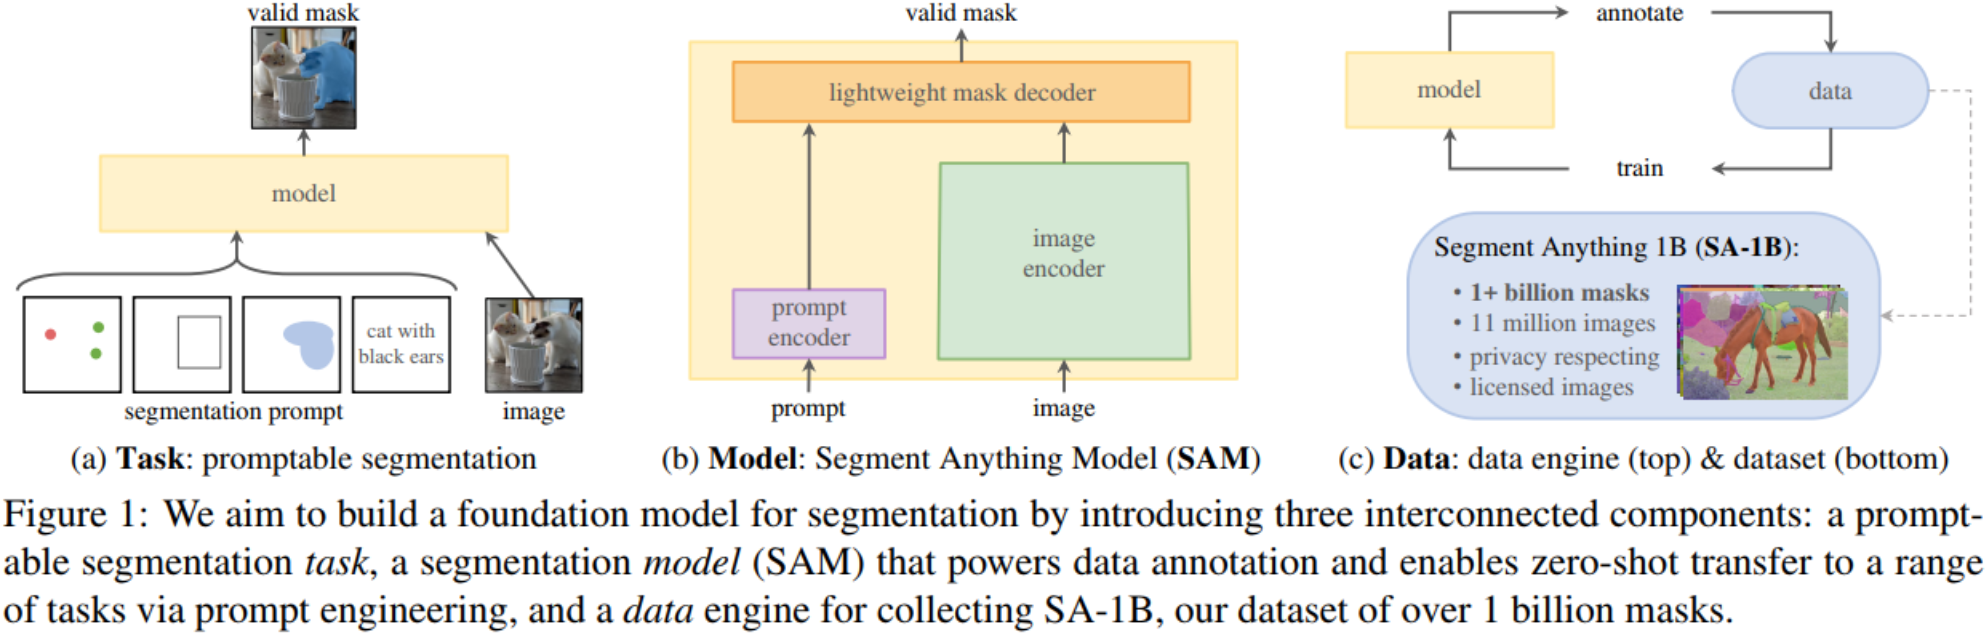 valid mask
model
cat with
black ears
segmentation prompt
image
(a) Task: promptable segmentation
valid mask
lightweight mask decoder
image
encoder
prompt
encoder
prompt
image
(b) Model: Segment Anything Model (SAM)
annotate
model
data
train
Segment Anything 1B (SA-1B):
• 1+ billion masks
• 11 million images
• privacy respecting
• licensed images
(c) Data: data engine (top) & dataset (bottom)
Figure 1: We aim to build a foundation model for segmentation by introducing three interconnected components: a prompt-
able segmentation task, a segmentation model (SAM) that powers data annotation and enables zero-shot transfer to a range
of tasks via prompt engineering, and a data engine for collecting SA-1B, our dataset of over 1 billion masks.